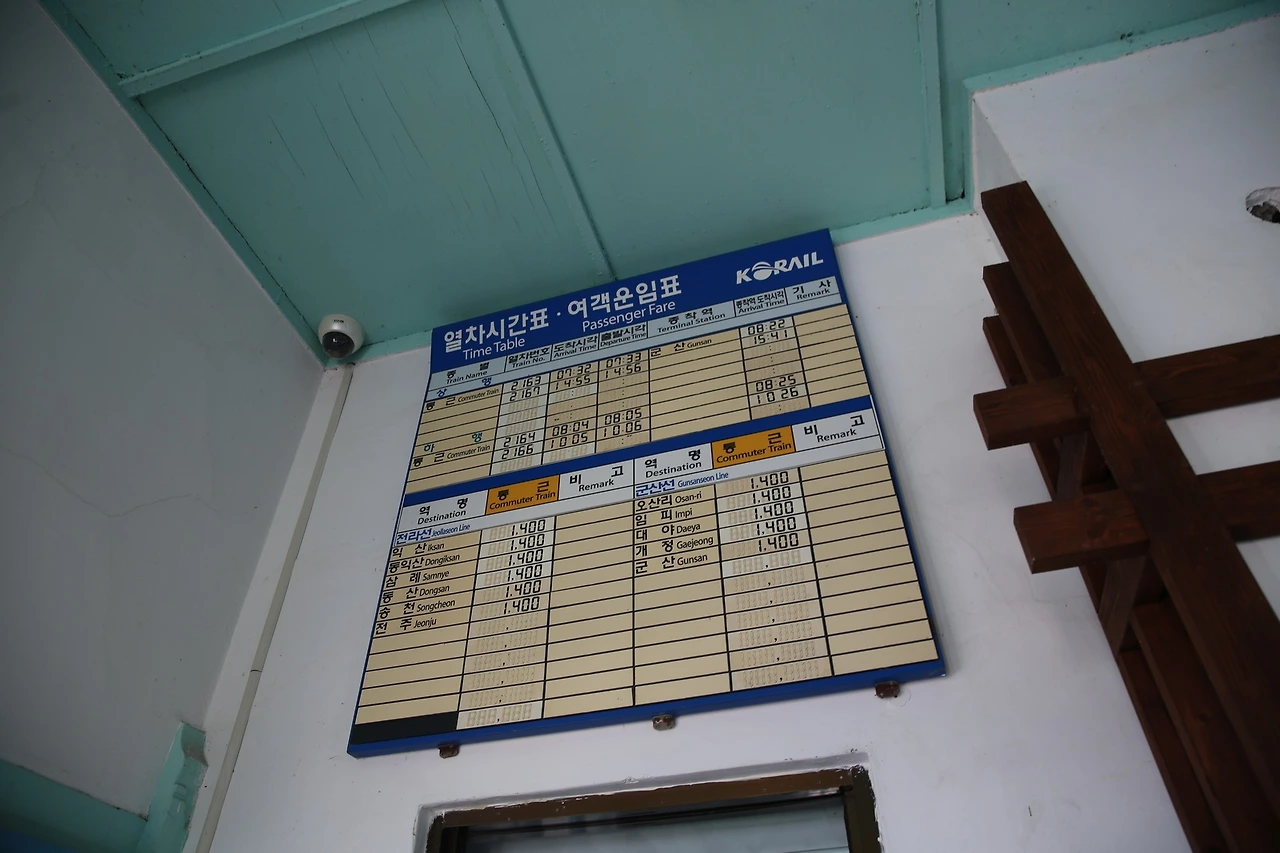 열차시간표 · 여객운임표 KORAIL
Time Table Passenger Fare
종 별 열차번호 도착시각 출발시각 종 착 역 종착역 도착시각 기 사
Train Name Train No. Arrival Time Departure Time Terminal Station Arrival Time Remark
상 행
통 근 Commuter Train 2163 07:32 07:33 군 산 Gunsan 08:22
2167 14:55 14:56 15:41
하 행
통 근 Commuter Train 2164 08:04 08:05 08:25
2166 10:05 10:06 10:26
역 명 통 근 비 고 역 명 통 근 비 고
Destination Commuter Train Remark Destination Commuter Train Remark
전라선 Jeollaseon Line 군산선 Gunsanseon Line
익 산 Iksan 1,400 오산리 Osan-ri 1,400
동익산 Dongiksan 1,400 임 피 Impi 1,400
삼 례 Samnye 1,400 대 야 Daeya 1,400
동 산 Dongsan 1,400 개 정 Gaejeong 1,400
송 천 Songcheon 1,400 군 산 Gunsan 1,400
전 주 Jeonju 1,400